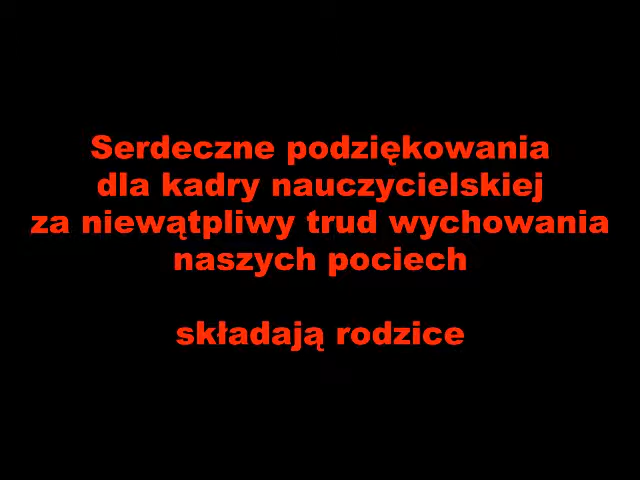 Serdeczne podziękowania
dla kadry nauczycielskiej
za niewątpliwy trud wychowania
naszych pociech
składają rodzice